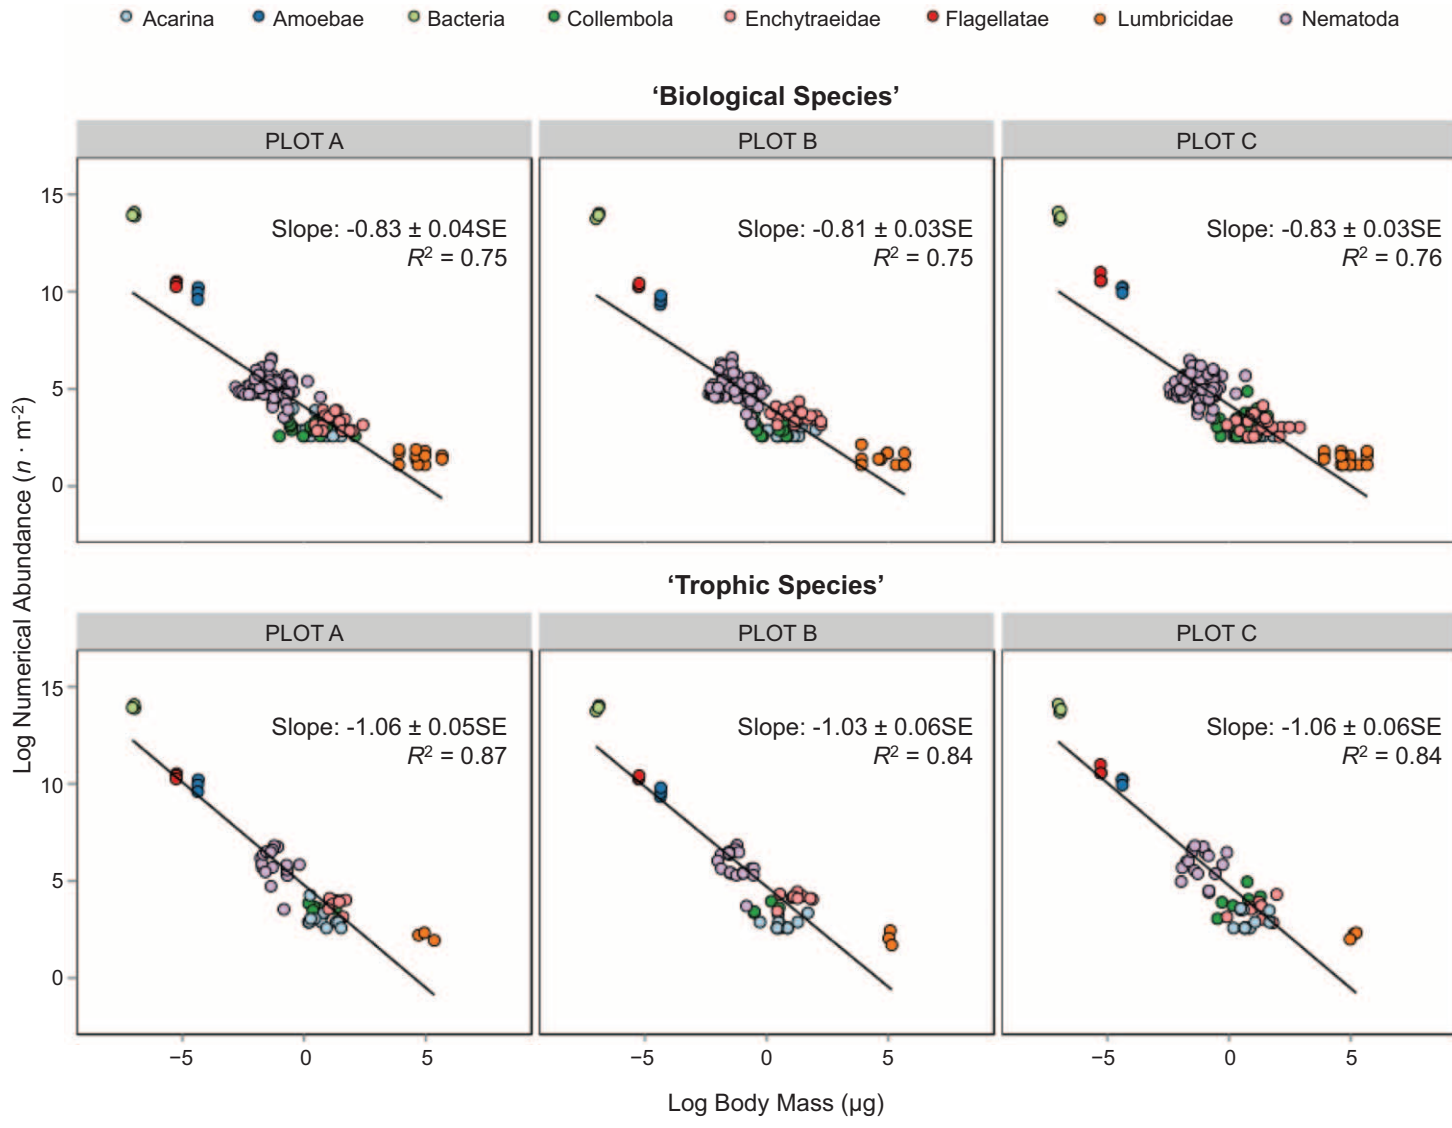 Acarina Amoebae Bacteria Collembola Enchytraeidae Flagellatae Lumbricidae Nematoda
‘Biological Species’
PLOT A PLOT B PLOT C
Slope: -0.83 ± 0.04SE
R² = 0.75
Slope: -0.81 ± 0.03SE
R² = 0.75
Slope: -0.83 ± 0.03SE
R² = 0.76
15
10
5
0
‘Trophic Species’
PLOT A PLOT B PLOT C
Slope: -1.06 ± 0.05SE
R² = 0.87
Slope: -1.03 ± 0.06SE
R² = 0.84
Slope: -1.06 ± 0.06SE
R² = 0.84
15
10
5
0
−5 0 5 −5 0 5 −5 0 5
Log Numerical Abundance (n · m⁻²)
Log Body Mass (µg)